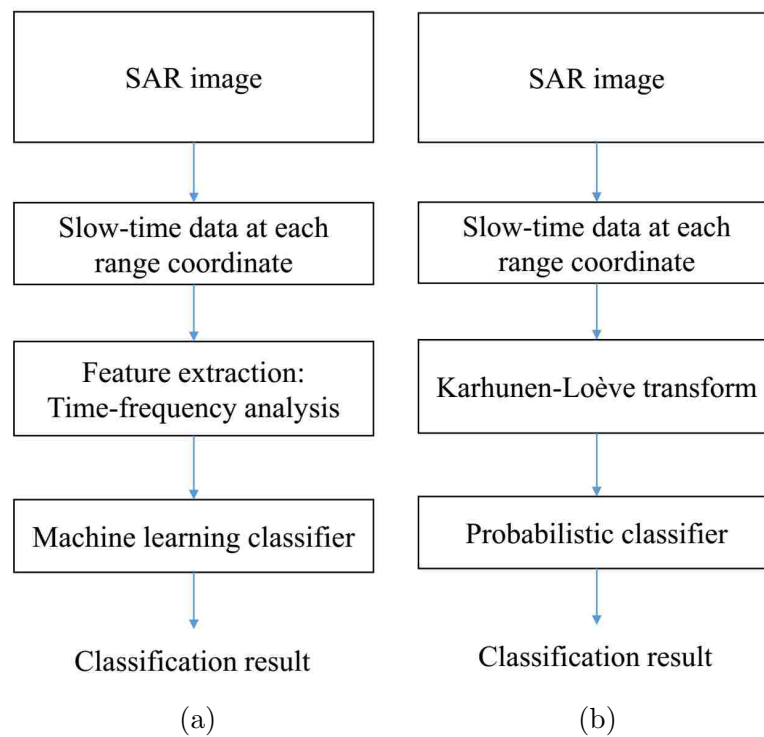 SAR image
Slow-time data at each
range coordinate
Feature extraction:
Time-frequency analysis
Machine learning classifier
Classification result
(a)
SAR image
Slow-time data at each
range coordinate
Karhunen-Loève transform
Probabilistic classifier
Classification result
(b)